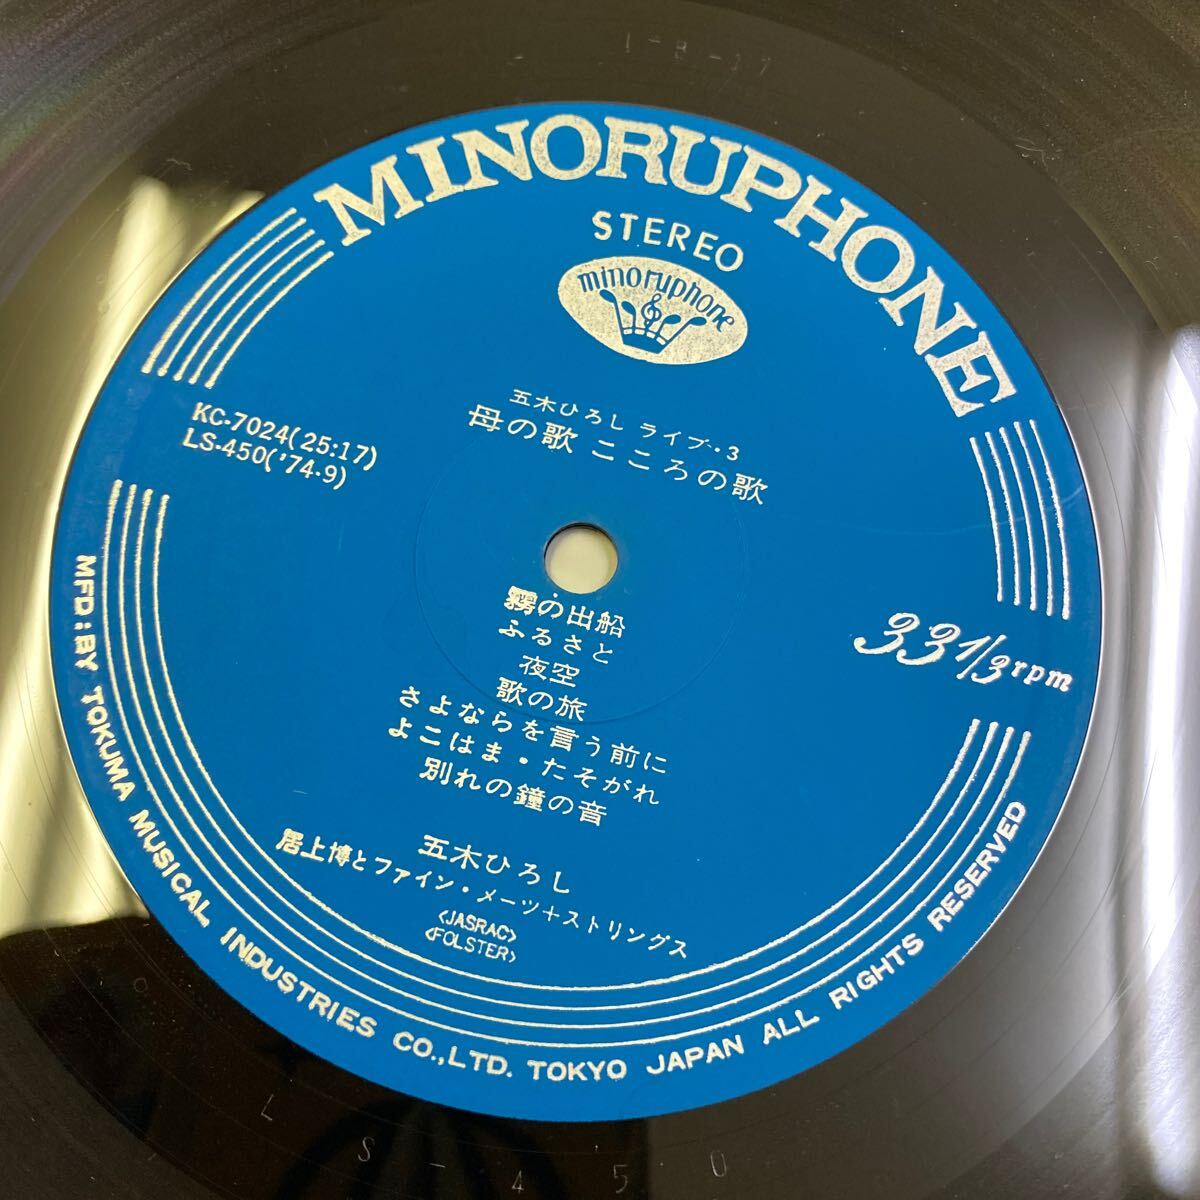 MINORUPHONE
STEREO
minoruphone
五木ひろし ライブ・3
母の歌 こころの歌
KC-7024(25:17)
LS-450('74-9)
霧の出船
ふるさと
夜空
歌の旅
さよならを言う前に
よこはま・たそがれ
別れの鐘の音
33 1/3 rpm
五木ひろし
居上博とファイン・メーツ+ストリングス
<JASRAC>
<FOLSTER>
MFD: BY TOKUMA MUSICAL INDUSTRIES CO.,LTD. TOKYO JAPAN ALL RIGHTS RESERVED
LS-450